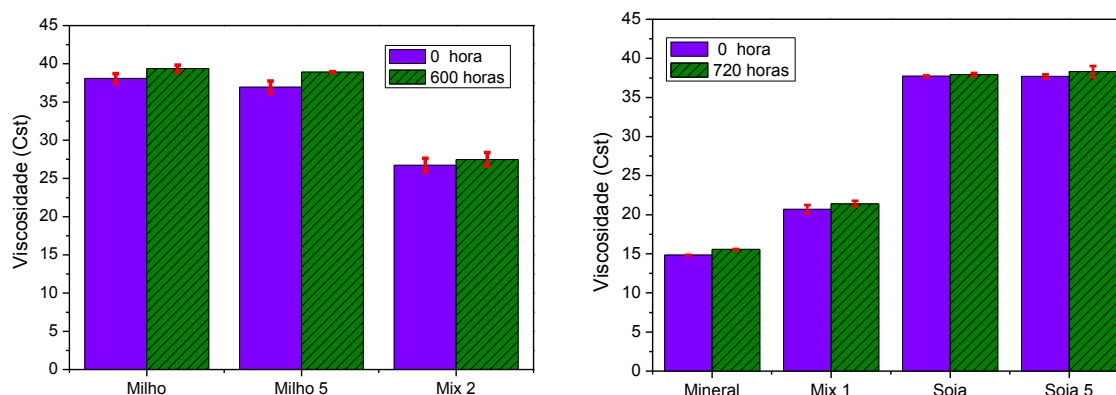 45
40
35
30
25
20
15
10
5
0
Viscosidade (Cst)
0 hora
600 horas
Milho
Milho 5
Mix 2
45
40
35
30
25
20
15
10
5
0
Viscosidade (Cst)
0 hora
720 horas
Mineral
Mix 1
Soja
Soja 5